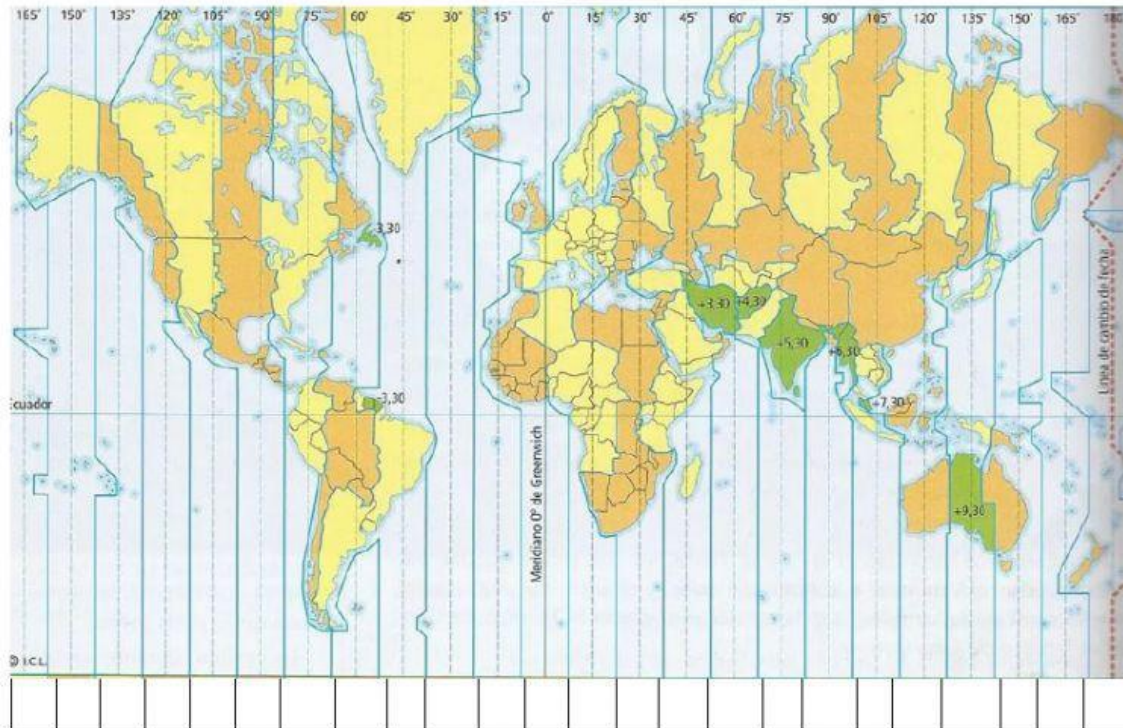 165° 150° 135° 120° 105° 75° 60° 45° 30° 15° 0° 15° 30° 45° 60° 75° 90° 105° 120° 135° 150° 165° 180°
-3,30
+3,30 +4,30
+5,30
+6,30
Línea de cambio de fecha
-3,30
+7,30
Ecuador
Meridiano 0° de Greenwich
+9,30
© I.C.L.